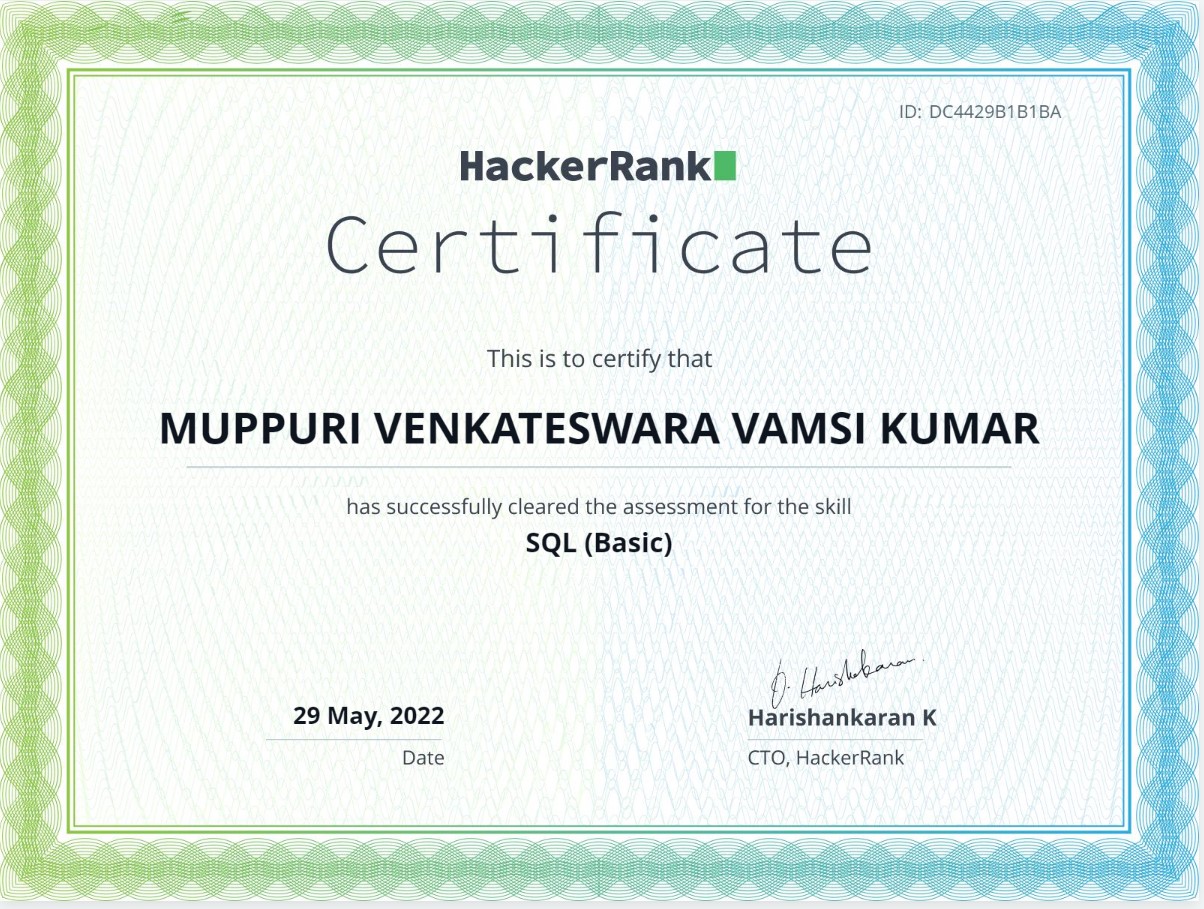 ID: DC4429B1B1BA
HackerRank
Certificate
This is to certify that
MUPPURI VENKATESWARA VAMSI KUMAR
has successfully cleared the assessment for the skill
SQL (Basic)
29 May, 2022
Date
D. Harishankaran.
Harishankaran K
CTO, HackerRank